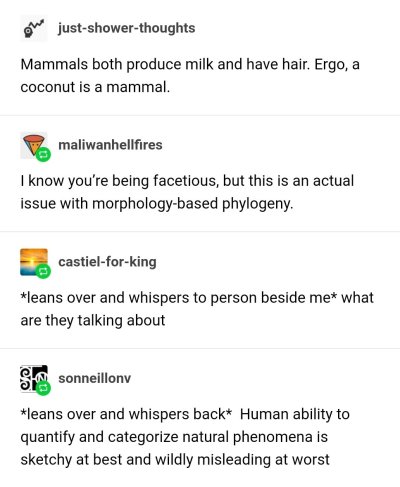 just-shower-thoughts
Mammals both produce milk and have hair. Ergo, a
coconut is a mammal.
maliwanhellfires
I know you’re being facetious, but this is an actual
issue with morphology-based phylogeny.
castiel-for-king
*leans over and whispers to person beside me* what
are they talking about
sonneillonv
*leans over and whispers back*  Human ability to
quantify and categorize natural phenomena is
sketchy at best and wildly misleading at worst